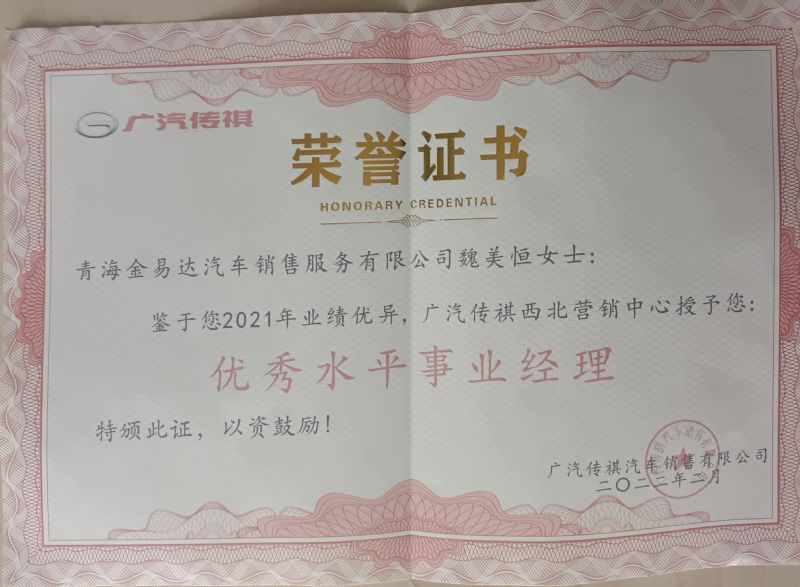 广汽传祺
荣誉证书
HONORARY CREDENTIAL
青海金易达汽车销售服务有限公司魏美恒女士：
鉴于您2021年业绩优异，广汽传祺西北营销中心授予您：
优秀水平事业经理
特颁此证，以资鼓励！
广汽传祺汽车销售有限公司
二〇二二年二月